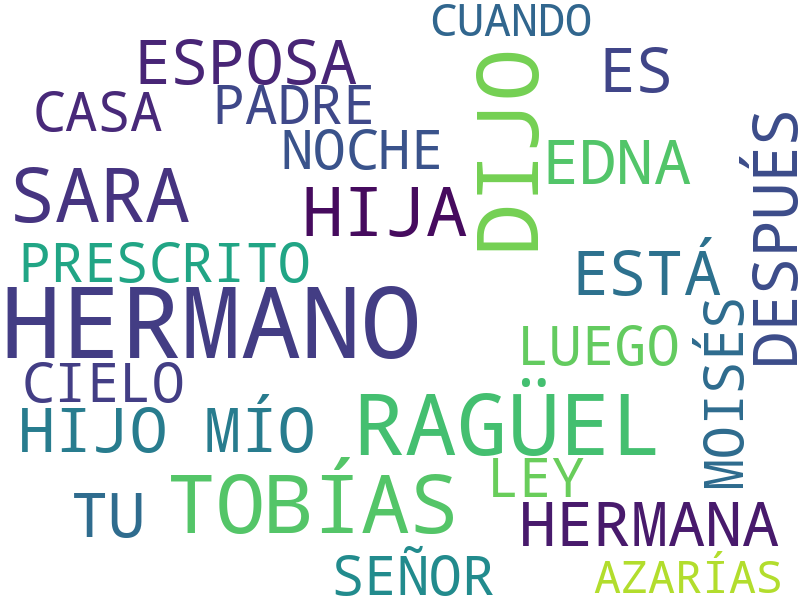 CUANDO
ESPOSA
ES
DIJO
CASA
PADRE
NOCHE
EDNA
DESPUÉS
SARA
HIJA
PRESCRITO
ESTÁ
HERMANO
MOISÉS
LUEGO
CIELO
HIJO MÍO
RAGÜEL
LEY
TOBÍAS
TU
HERMANA
SEÑOR
AZARÍAS